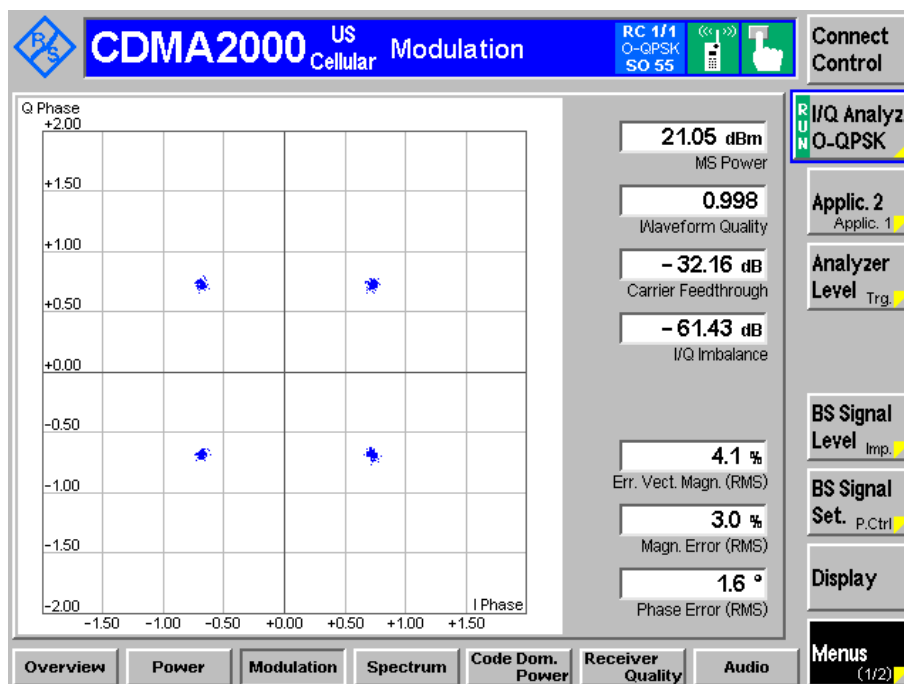 R/S
CDMA2000 US Cellular Modulation
RC 1/1
O-QPSK
SO 55
Connect Control
Q Phase
+2.00
+1.50
+1.00
+0.50
+0.00
-0.50
-1.00
-1.50
-2.00
I Phase
-1.50 -1.00 -0.50 +0.00 +0.50 +1.00 +1.50
21.05 dBm
MS Power
0.998
Waveform Quality
-32.16 dB
Carrier Feedthrough
-61.43 dB
I/Q Imbalance
4.1 %
Err. Vect. Magn. (RMS)
3.0 %
Magn. Error (RMS)
1.6 °
Phase Error (RMS)
RUN
I/Q Analyz
O-QPSK
Applic. 2
Applic. 1
Analyzer
Level Trg.
BS Signal
Level Imp.
BS Signal
Set. P.Ctrl
Display
Menus
(1/2)
Overview
Power
Modulation
Spectrum
Code Dom. Power
Receiver Quality
Audio